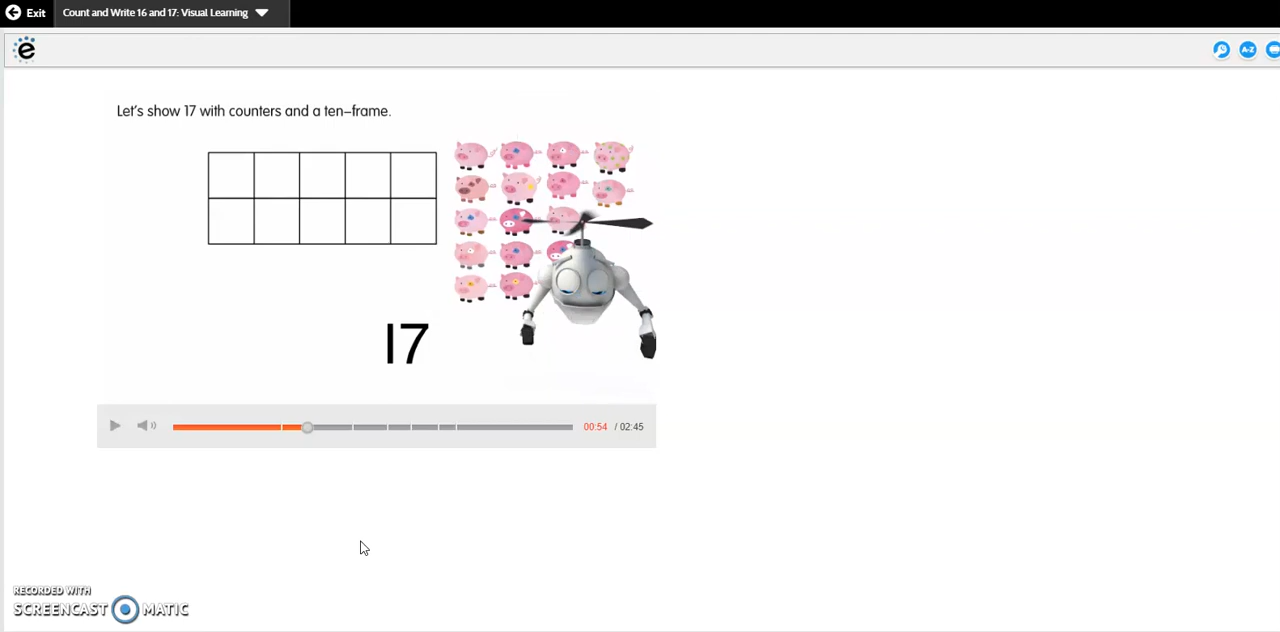 Exit
Count and Write 16 and 17: Visual Learning
e
A-Z
Let's show 17 with counters and a ten-frame.
17
00:54 / 02:45
RECORDED WITH
SCREENCAST MATIC